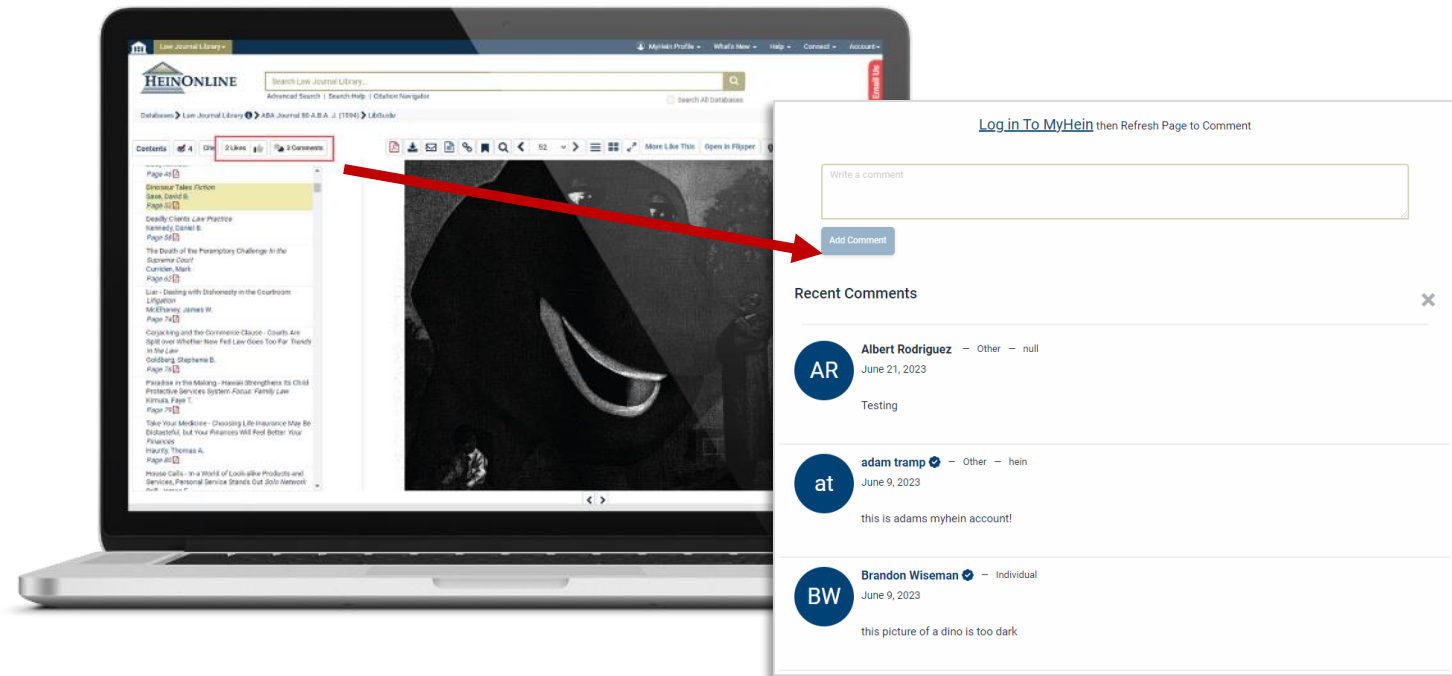 Law Journal Library
MyHein Profile
What's New
Help
Connect
Account
HEINONLINE
Search Law Journal Library...
Advanced Search | Search Help | Citation Navigator
Search All Databases
Email Us
Databases > Law Journal Library > ABA Journal 80 A.B.A. J. (1994) > LibGuide
Contents
4
2 Likes
3 Comments
52
More Like This
Open in Flipper
Page 48
Dinosaur Tales Fiction
Saxe, David B.
Page 52
Deadly Clients Law Practice
Kennedy, Daniel B.
Page 58
The Death of the Peremptory Challenge In the
Supreme Court
Curriden, Mark
Page 62
Liar - Dealing with Dishonesty in the Courtroom
Litigation
McElhaney, James W.
Page 74
Carjacking and the Commerce Clause - Courts Are
Split over Whether New Fed Law Goes Too Far Trends
in the Law
Goldberg, Stephanie B.
Page 76
Paradise in the Making - Hawaii Strengthens Its Child
Protective Services System Focus: Family Law
Kimura, Faye T.
Page 79
Take Your Medicine - Choosing Life Insurance May Be
Distasteful, but Your Finances Will Feel Better Your
Finances
Haunty, Thomas A.
Page 80
House Calls - In a World of Look-alike Products and
Services, Personal Service Stands Out Solo Network
Log in To MyHein then Refresh Page to Comment
Write a comment
Add Comment
Recent Comments
AR
Albert Rodriguez — Other — null
June 21, 2023
Testing
at
adam tramp — Other — hein
June 9, 2023
this is adams myhein account!
BW
Brandon Wiseman — Individual
June 9, 2023
this picture of a dino is too dark